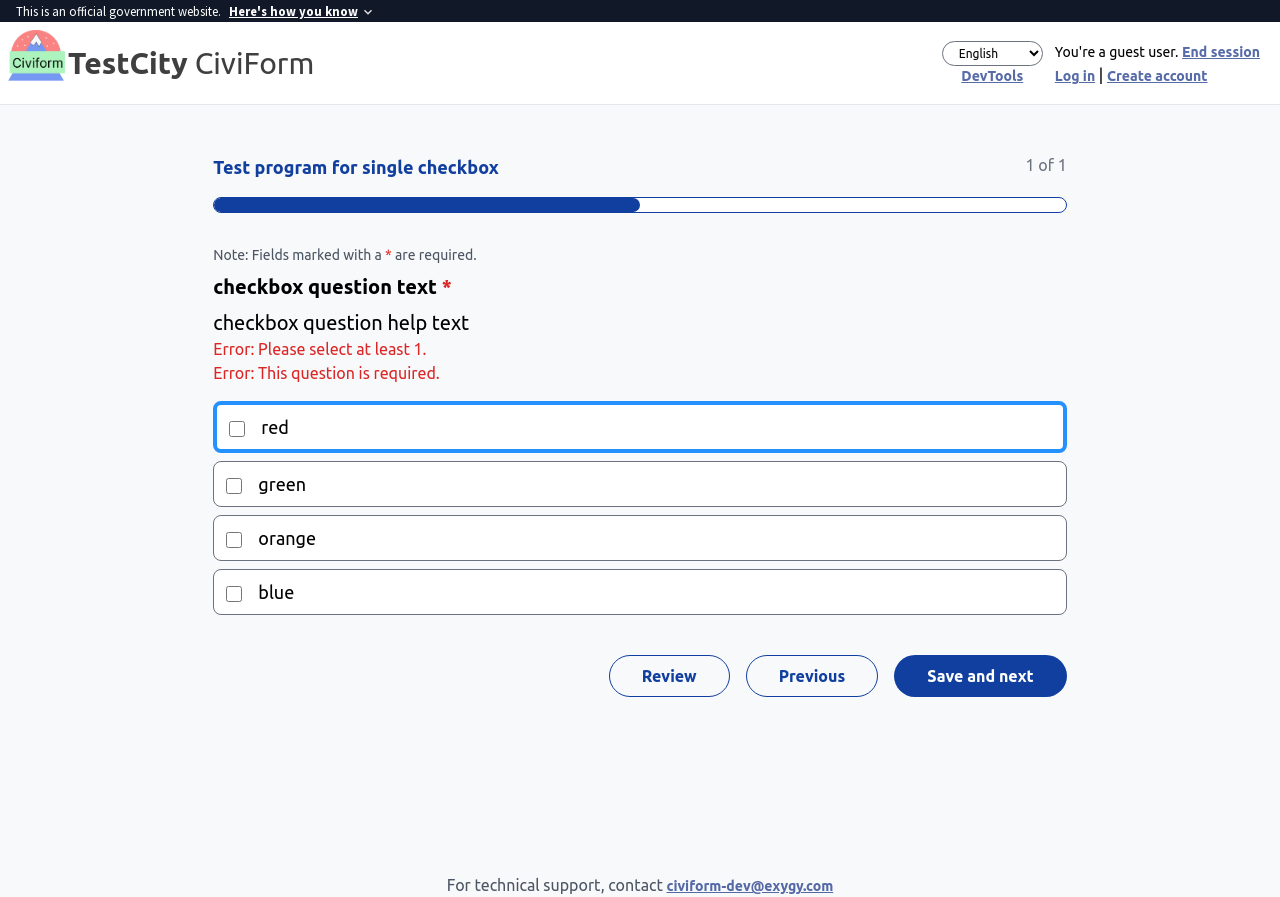 This is an official government website. Here's how you know
Civiform
TestCity CiviForm
English
You're a guest user. End session
DevTools
Log in | Create account
Test program for single checkbox
1 of 1
Note: Fields marked with a * are required.
checkbox question text *
checkbox question help text
Error: Please select at least 1.
Error: This question is required.
red
green
orange
blue
Review
Previous
Save and next
For technical support, contact civiform-dev@exygy.com